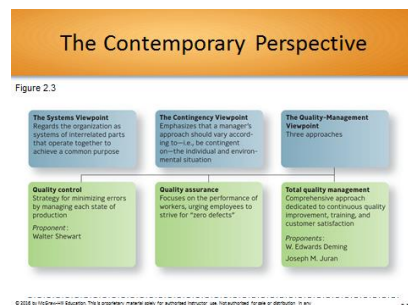 The Contemporary Perspective
Figure 2.3
The Systems Viewpoint
Regards the organization as
systems of interrelated parts
that operate together to
achieve a common purpose
The Contingency Viewpoint
Emphasizes that a manager's
approach should vary accord-
ing to—i.e., be contingent
on—the individual and environ-
mental situation
The Quality-Management
Viewpoint
Three approaches
Quality control
Strategy for minimizing errors
by managing each state of
production
Proponent:
Walter Shewart
Quality assurance
Focuses on the performance of
workers, urging employees to
strive for "zero defects"
Total quality management
Comprehensive approach
dedicated to continuous quality
improvement, training, and
customer satisfaction
Proponents:
W. Edwards Deming
Joseph M. Juran
© 2016 by McGraw-Hill Education. This is proprietary material solely for authorized instructor use. Not authorized for sale or distribution in any